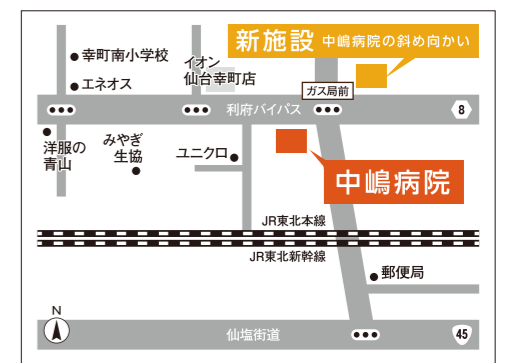 新施設 中嶋病院の斜め向かい
幸町南小学校
イオン
仙台幸町店
エネオス
ガス局前
利府バイパス
8
洋服の
青山
みやぎ
生協
ユニクロ
中嶋病院
JR東北本線
JR東北新幹線
郵便局
N
仙塩街道
45